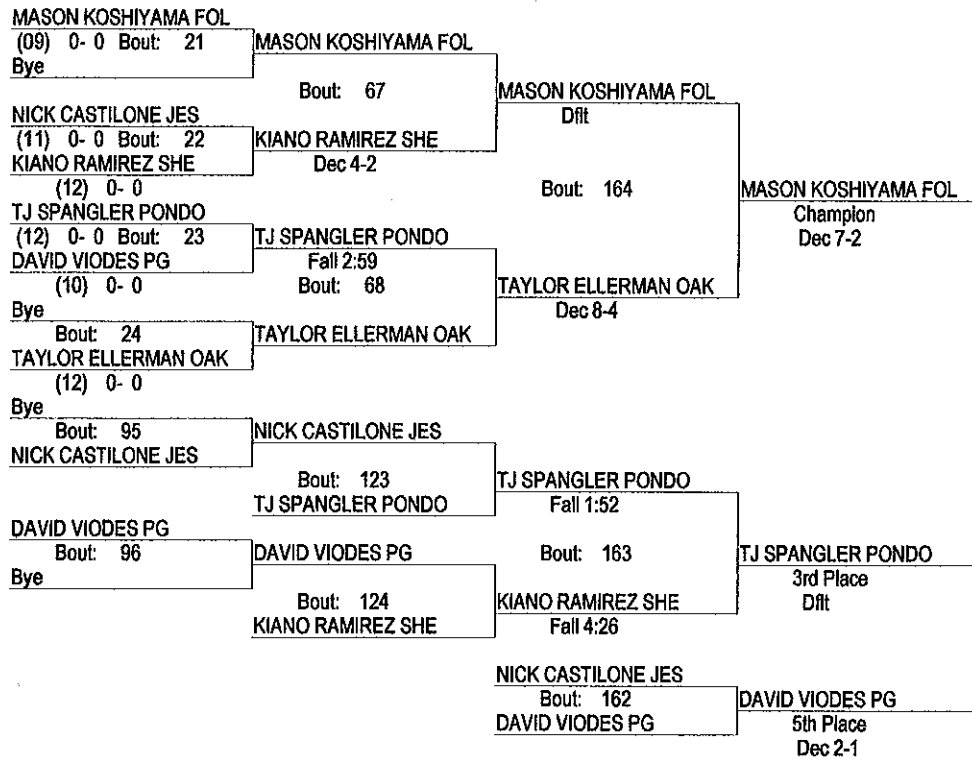 MASON KOSHIYAMA FOL
(09) 0- 0 Bout: 21
Bye
MASON KOSHIYAMA FOL
Bout: 67
NICK CASTILONE JES
(11) 0- 0 Bout: 22
KIANO RAMIREZ SHE
(12) 0- 0
KIANO RAMIREZ SHE
Dec 4-2
MASON KOSHIYAMA FOL
Dflt
Bout: 164
MASON KOSHIYAMA FOL
Champion
Dec 7-2
TJ SPANGLER PONDO
(12) 0- 0 Bout: 23
DAVID VIODES PG
(10) 0- 0
TJ SPANGLER PONDO
Fall 2:59
Bout: 68
TAYLOR ELLERMAN OAK
Dec 8-4
Bye
Bout: 24
TAYLOR ELLERMAN OAK
(12) 0- 0
TAYLOR ELLERMAN OAK
Bye
Bout: 95
NICK CASTILONE JES
NICK CASTILONE JES
Bout: 123
TJ SPANGLER PONDO
TJ SPANGLER PONDO
Fall 1:52
DAVID VIODES PG
Bout: 96
Bye
DAVID VIODES PG
Bout: 124
KIANO RAMIREZ SHE
Bout: 163
KIANO RAMIREZ SHE
Fall 4:26
TJ SPANGLER PONDO
3rd Place
Dflt
NICK CASTILONE JES
Bout: 162
DAVID VIODES PG
DAVID VIODES PG
5th Place
Dec 2-1